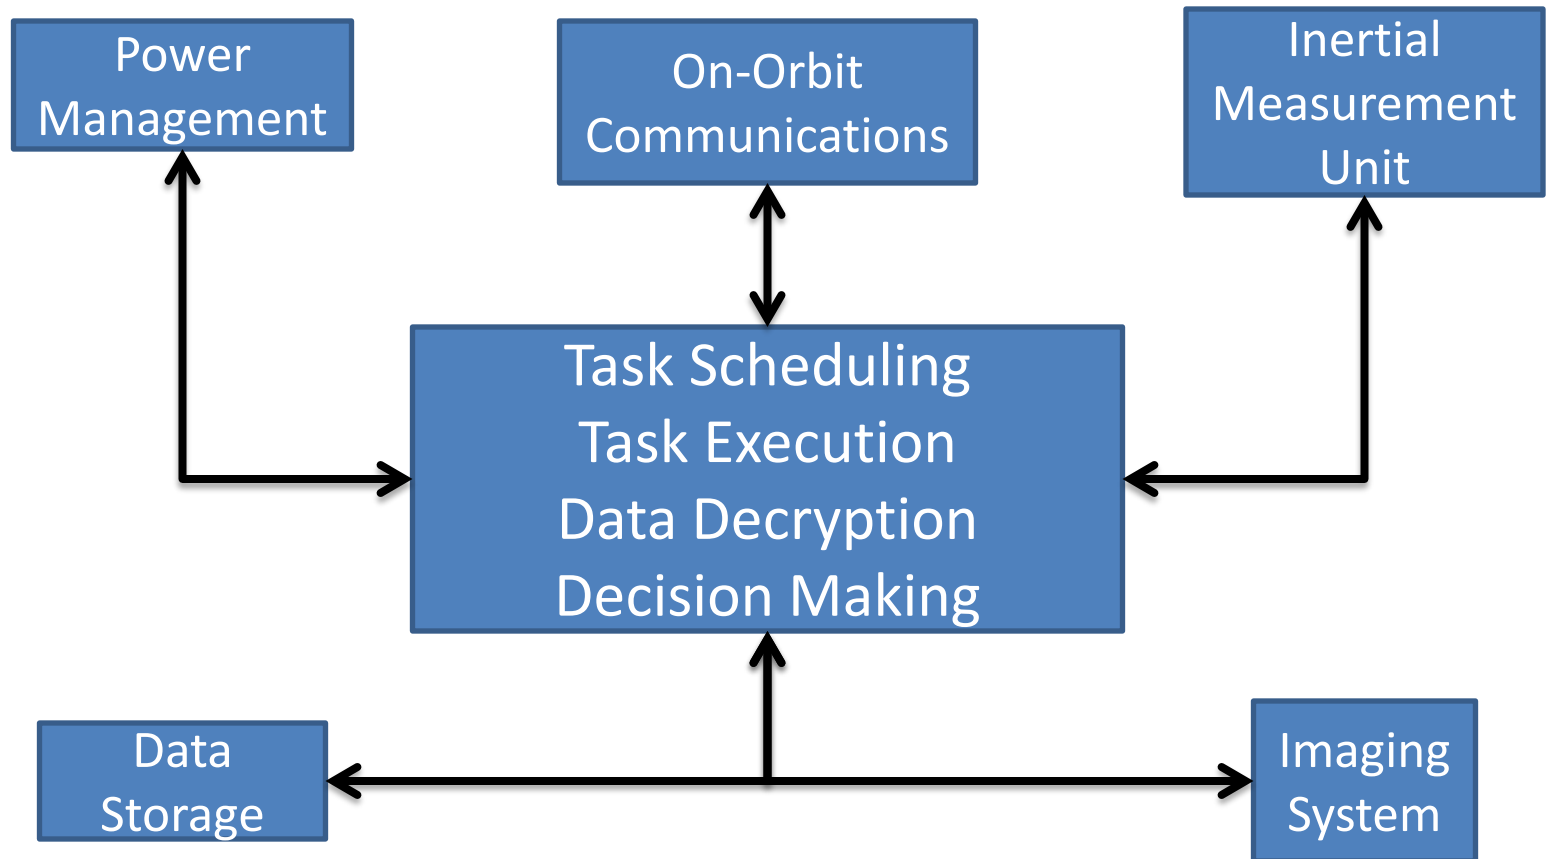 Power
Management
On-Orbit
Communications
Inertial
Measurement
Unit
Task Scheduling
Task Execution
Data Decryption
Decision Making
Data
Storage
Imaging
System